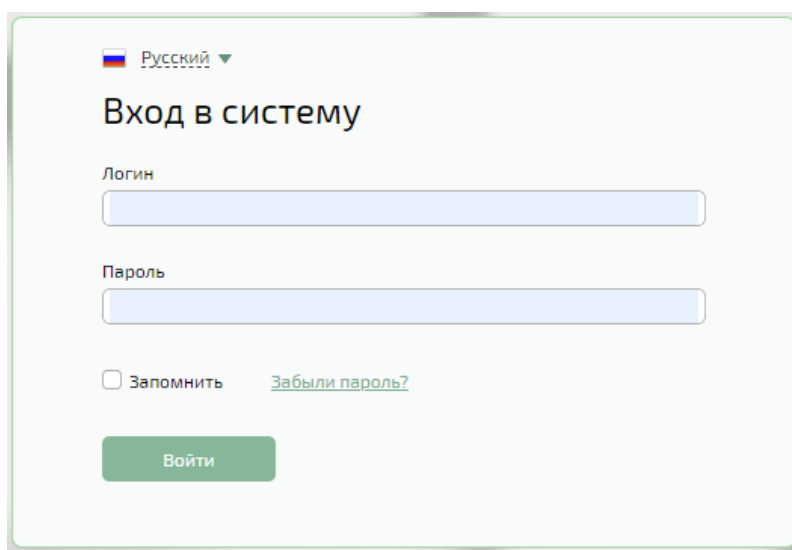 Русский
Вход в систему
Логин
Пароль
Запомнить Забыли пароль?
Войти